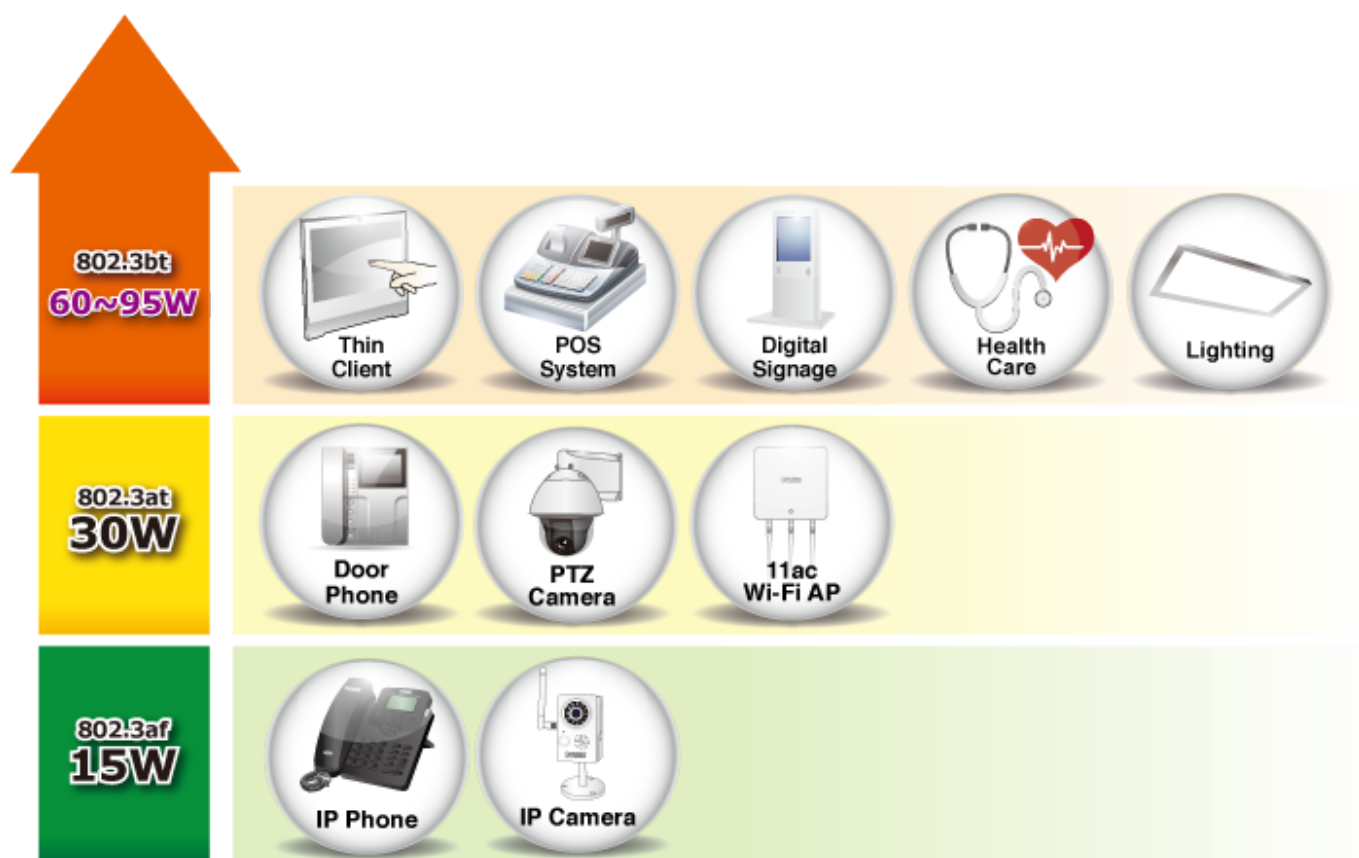 802.3bt
60~95W
Thin
Client
POS
System
Digital
Signage
Health
Care
Lighting
802.3at
30W
Door
Phone
PTZ
Camera
11ac
Wi-Fi AP
802.3af
15W
IP Phone
IP Camera